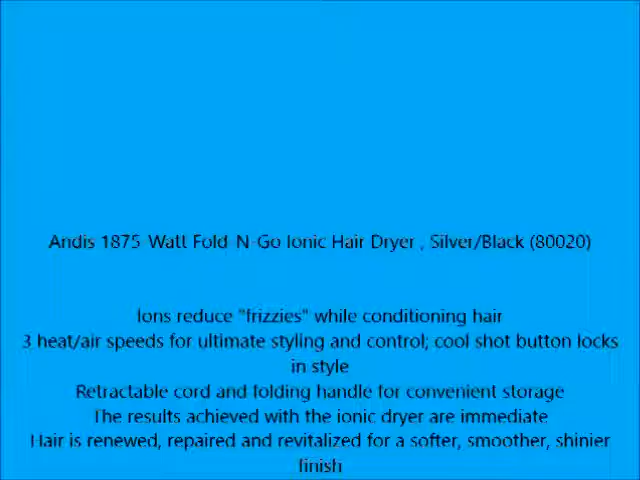 Andis 1875-Watt Fold-N-Go Ionic Hair Dryer , Silver/Black (80020)
Ions reduce "frizzies" while conditioning hair
3 heat/air speeds for ultimate styling and control; cool shot button locks
in style
Retractable cord and folding handle for convenient storage
The results achieved with the ionic dryer are immediate
Hair is renewed, repaired and revitalized for a softer, smoother, shinier
finish